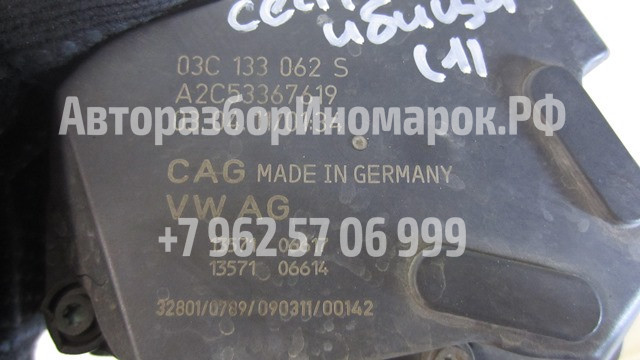 03C 133 062 S
A2C53367619
АвторазборИномарок.РФ
CAG MADE IN GERMANY
VW AG
+7 962 57 06 999
13571 06614
32801/0789/090311/00142